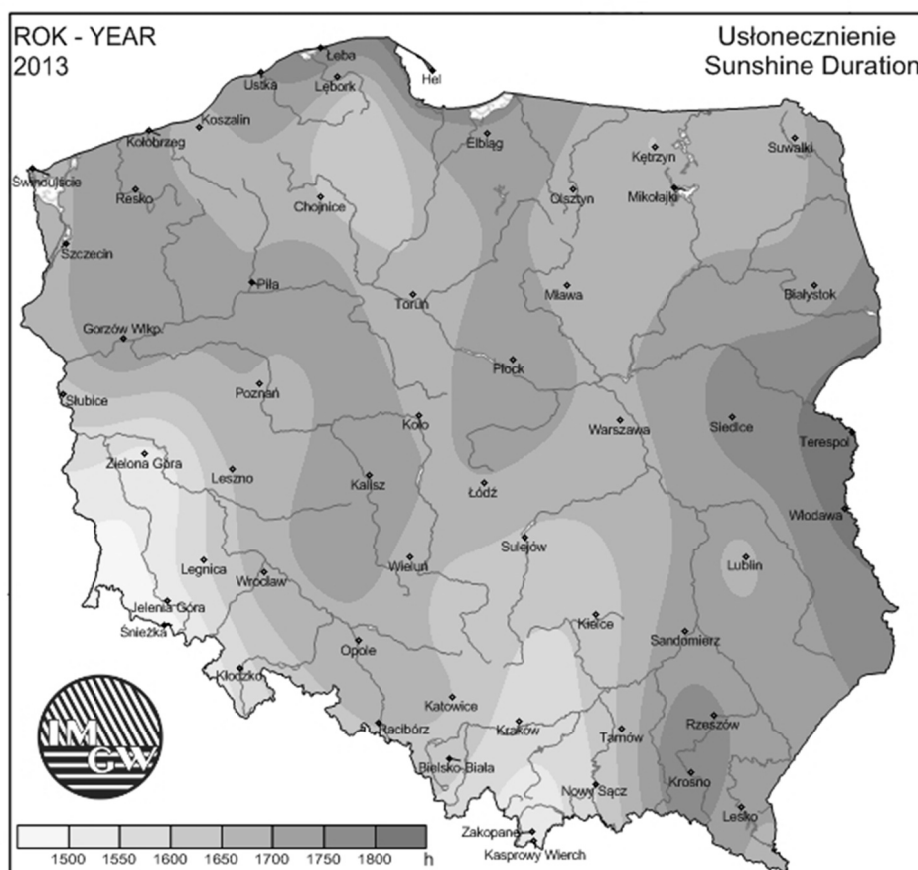 ROK - YEAR
2013
Usłonecznienie
Sunshine Duration
Łeba
Hel
Ustka
Lębork
Koszalin
Kołobrzeg
Elbląg
Kętrzyn
Suwałki
Świnoujście
Resko
Chojnice
Olsztyn
Mikołajki
Szczecin
Piła
Toruń
Mława
Białystok
Gorzów Wlkp.
Płock
Słubice
Poznań
Koło
Warszawa
Siedlce
Terespol
Zielona Góra
Leszno
Kalisz
Łódź
Włodawa
Sulejów
Legnica
Wrocław
Wieluń
Lublin
Jelenia Góra
Śnieżka
Kielce
Opole
Sandomierz
Kłodzko
Katowice
Racibórz
Kraków
Tarnów
Rzeszów
IM
GW
Bielsko-Biała
Nowy Sącz
Krosno
Lesko
Zakopane
Kasprowy Wierch
1500 1550 1600 1650 1700 1750 1800 h